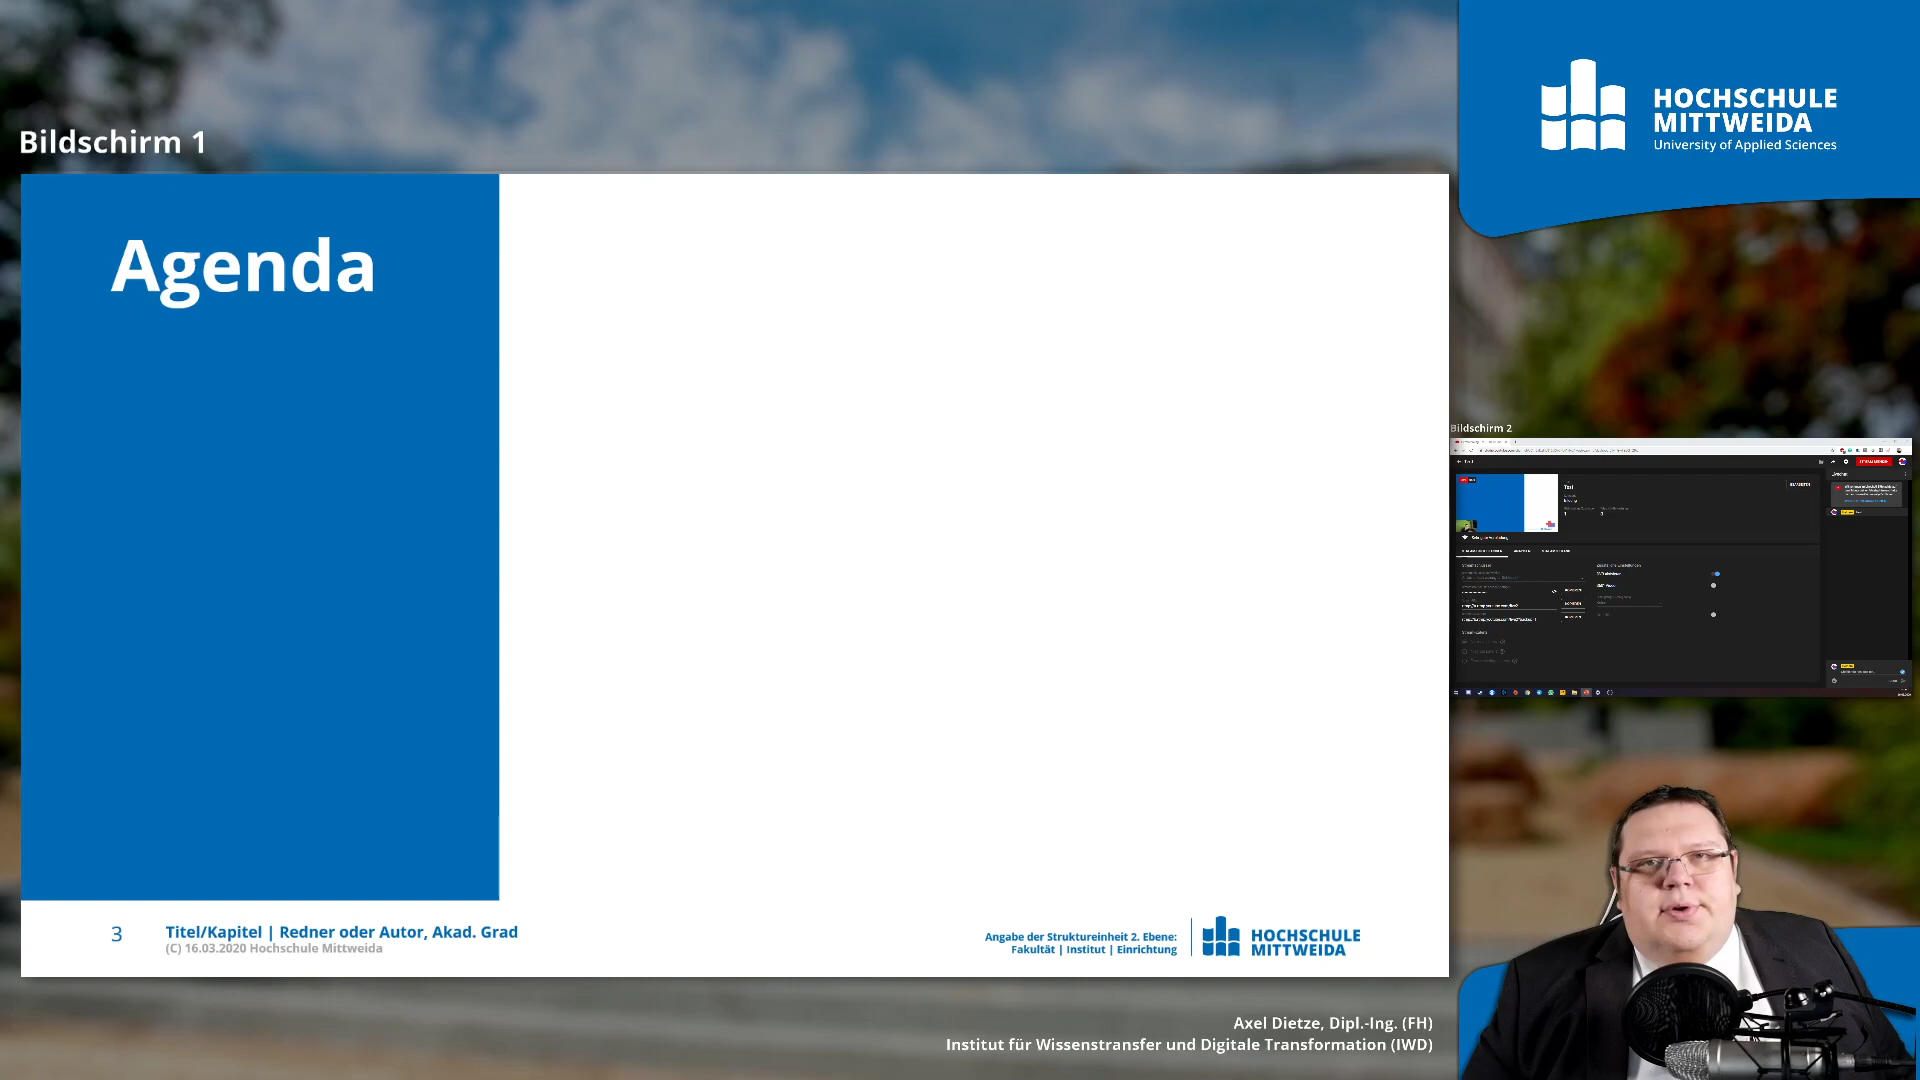 Bildschirm 1
HOCHSCHULE
MITTWEIDA
University of Applied Sciences
Agenda
Bildschirm 2
Test
3
Titel/Kapitel | Redner oder Autor, Akad. Grad
(C) 16.03.2020 Hochschule Mittweida
Angabe der Struktureinheit 2. Ebene:
Fakultät | Institut | Einrichtung
HOCHSCHULE
MITTWEIDA
Axel Dietze, Dipl.-Ing. (FH)
Institut für Wissenstransfer und Digitale Transformation (IWD)